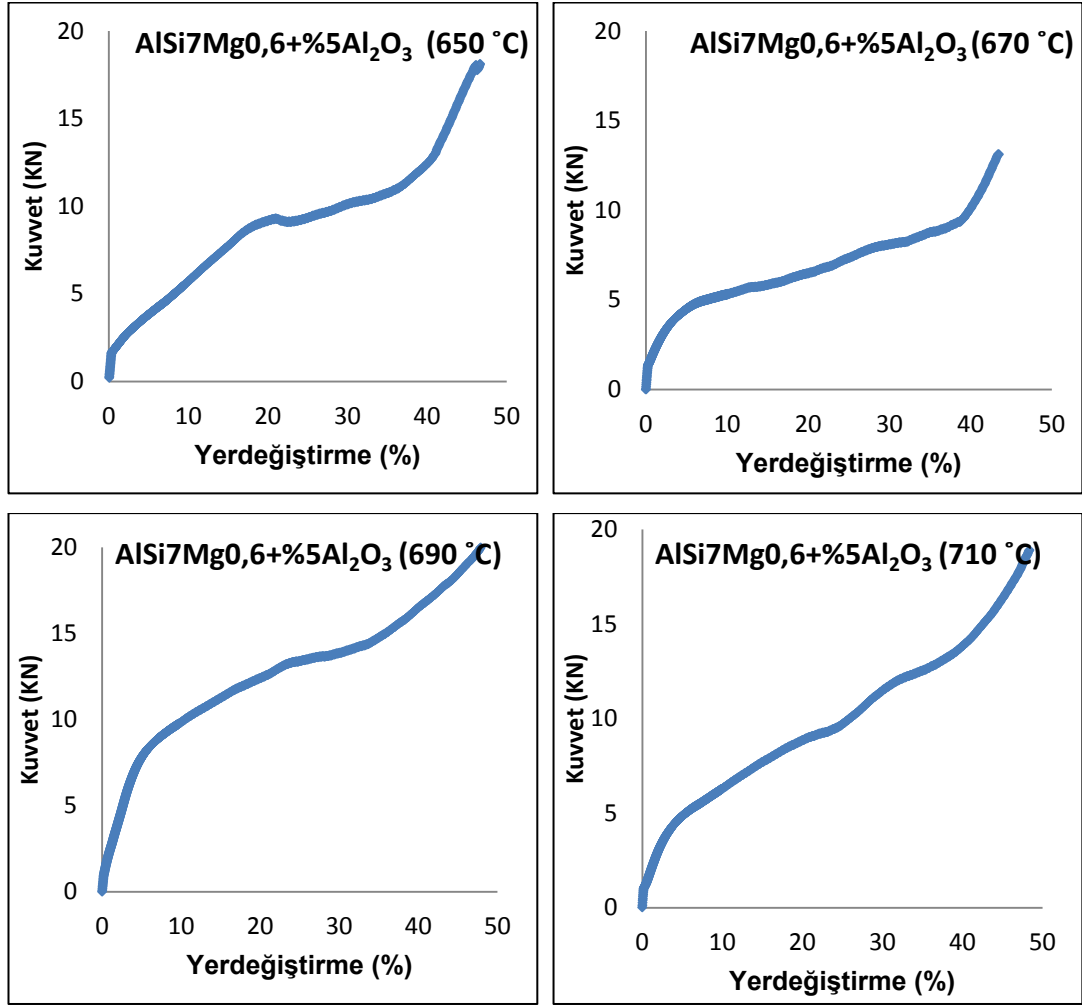 AlSi7Mg0,6+%5Al₂O₃ (650 ˚C)
Kuvvet (KN)
20
15
10
5
0
0 10 20 30 40 50
Yerdeğiştirme (%)
AlSi7Mg0,6+%5Al₂O₃ (670 ˚C)
Kuvvet (KN)
20
15
10
5
0
0 10 20 30 40 50
Yerdeğiştirme (%)
AlSi7Mg0,6+%5Al₂O₃ (690 ˚C)
Kuvvet (KN)
20
15
10
5
0
0 10 20 30 40 50
Yerdeğiştirme (%)
AlSi7Mg0,6+%5Al₂O₃ (710 ˚C)
Kuvvet (KN)
20
15
10
5
0
0 10 20 30 40 50
Yerdeğiştirme (%)